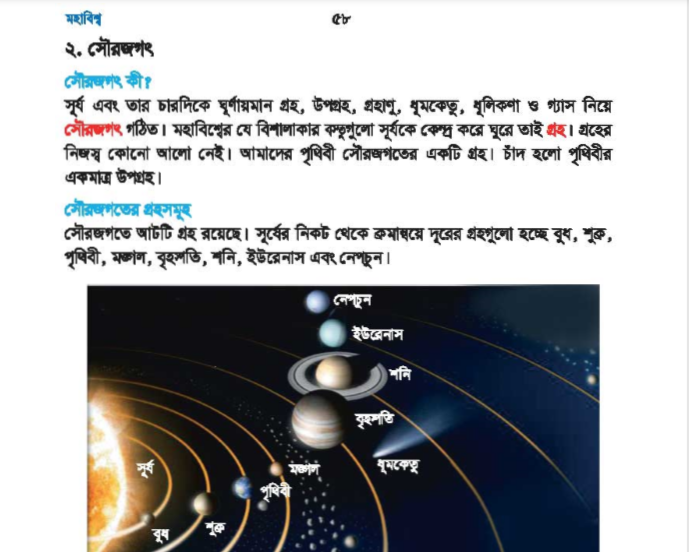 মহাবিশ্ব
৫৮
২. সৌরজগৎ
সৌরজগৎ কী?
সূর্য এবং তার চারদিকে ঘূর্ণায়মান গ্রহ, উপগ্রহ, গ্রহাণু, ধূমকেতু, ধূলিকণা ও গ্যাস নিয়ে
সৌরজগৎ গঠিত। মহাবিশ্বের যে বিশালাকার বস্তুগুলো সূর্যকে কেন্দ্র করে ঘুরে তাই গ্রহ। গ্রহের
নিজস্ব কোনো আলো নেই। আমাদের পৃথিবী সৌরজগতের একটি গ্রহ। চাঁদ হলো পৃথিবীর
একমাত্র উপগ্রহ।
সৌরজগতের গ্রহসমূহ
সৌরজগতে আটটি গ্রহ রয়েছে। সূর্যের নিকট থেকে ক্রমান্বয়ে দূরের গ্রহগুলো হচ্ছে বুধ, শুক্র,
পৃথিবী, মঙ্গল, বৃহস্পতি, শনি, ইউরেনাস এবং নেপচুন।
নেপচুন
ইউরেনাস
শনি
বৃহস্পতি
ধূমকেতু
মঙ্গল
সূর্য
পৃথিবী
শুক্র
বুধ